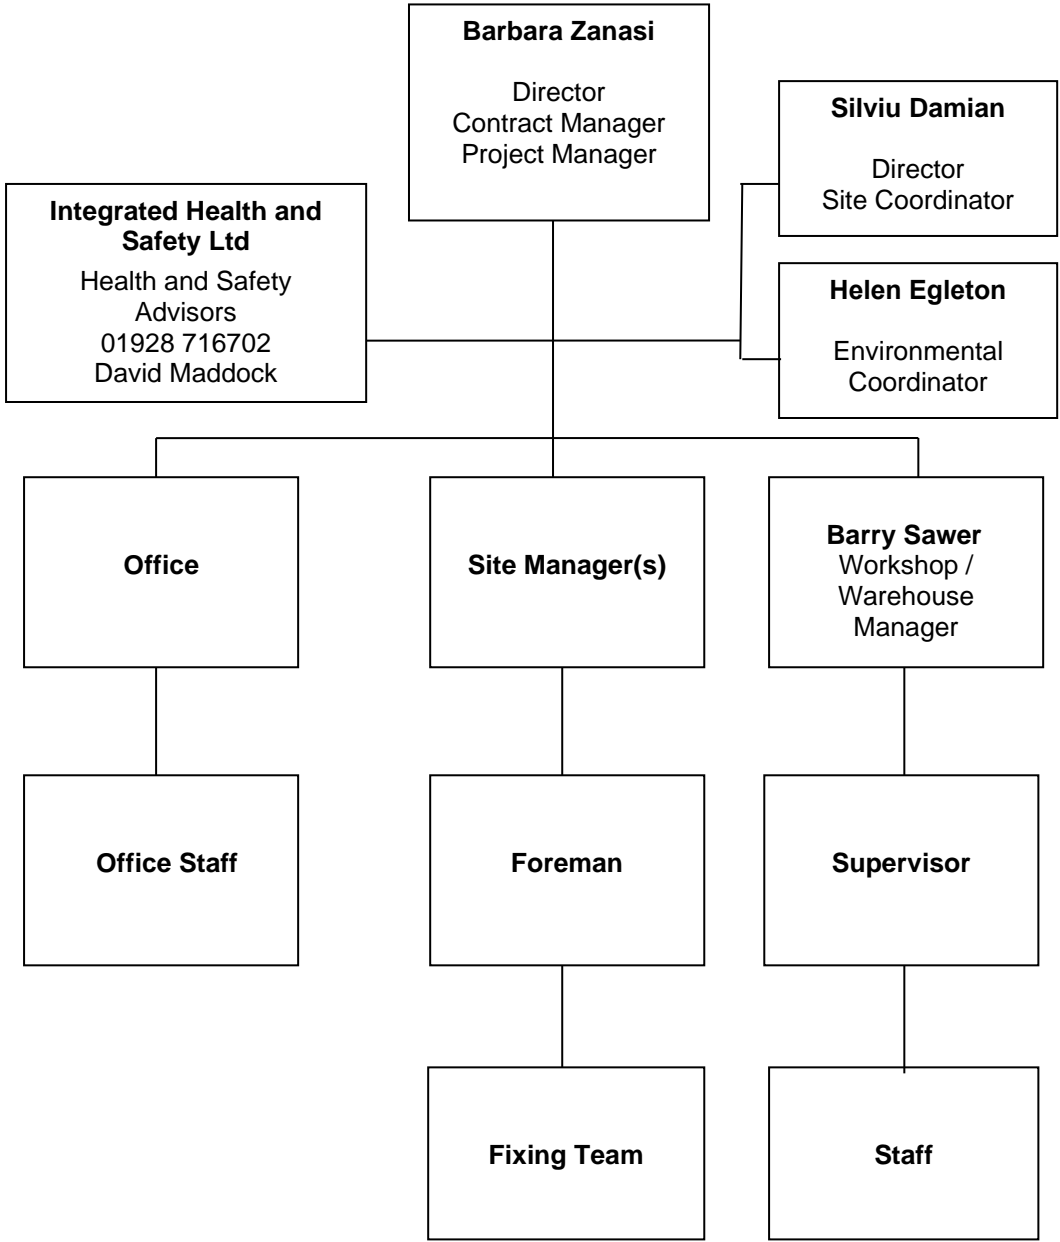 Barbara Zanasi
Director
Contract Manager
Project Manager
Silviu Damian
Director
Site Coordinator
Integrated Health and
Safety Ltd
Health and Safety
Advisors
01928 716702
David Maddock
Helen Egleton
Environmental
Coordinator
Office
Site Manager(s)
Barry Sawer
Workshop /
Warehouse
Manager
Office Staff
Foreman
Supervisor
Fixing Team
Staff